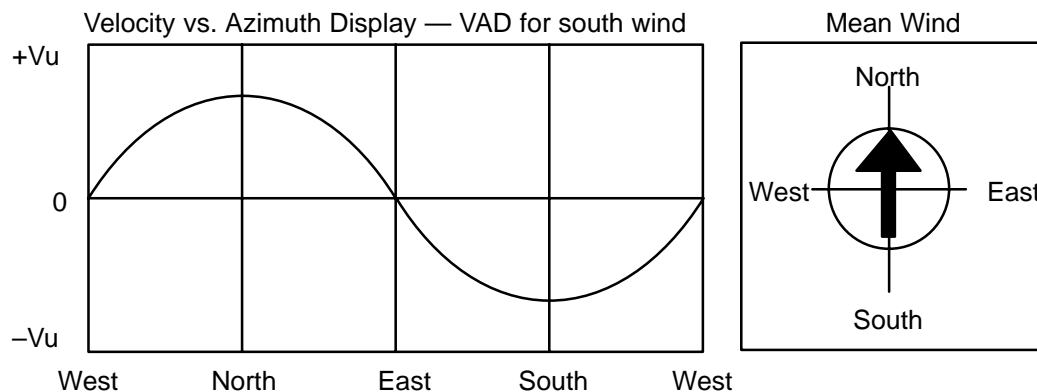 Velocity vs. Azimuth Display — VAD for south wind
+Vu
0
–Vu
West North East South West
Mean Wind
North
West East
South